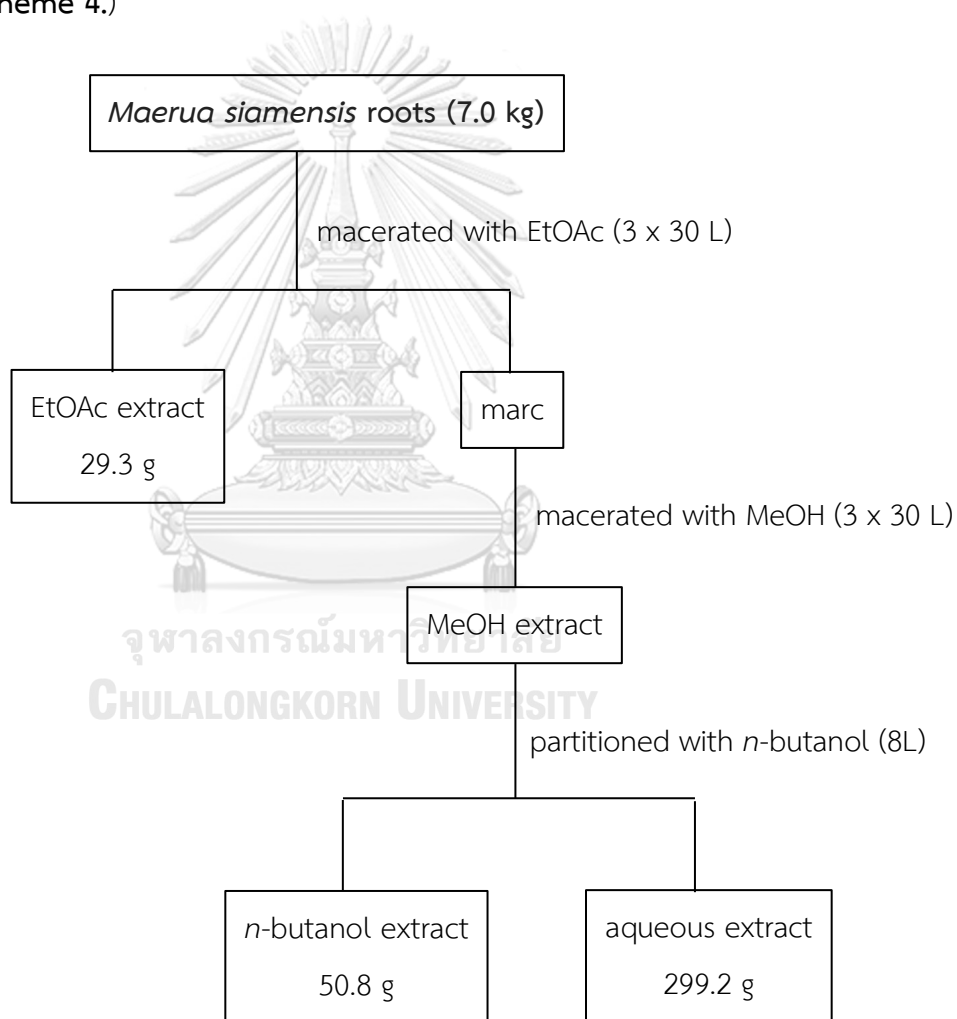 heme 4.)
Maerua siamensis roots (7.0 kg)
macerated with EtOAc (3 x 30 L)
EtOAc extract
29.3 g
marc
macerated with MeOH (3 x 30 L)
MeOH extract
จุฬาลงกรณ์มหาวิทยาลัย
CHULALONGKORN UNIVERSITY
partitioned with n-butanol (8L)
n-butanol extract
50.8 g
aqueous extract
299.2 g